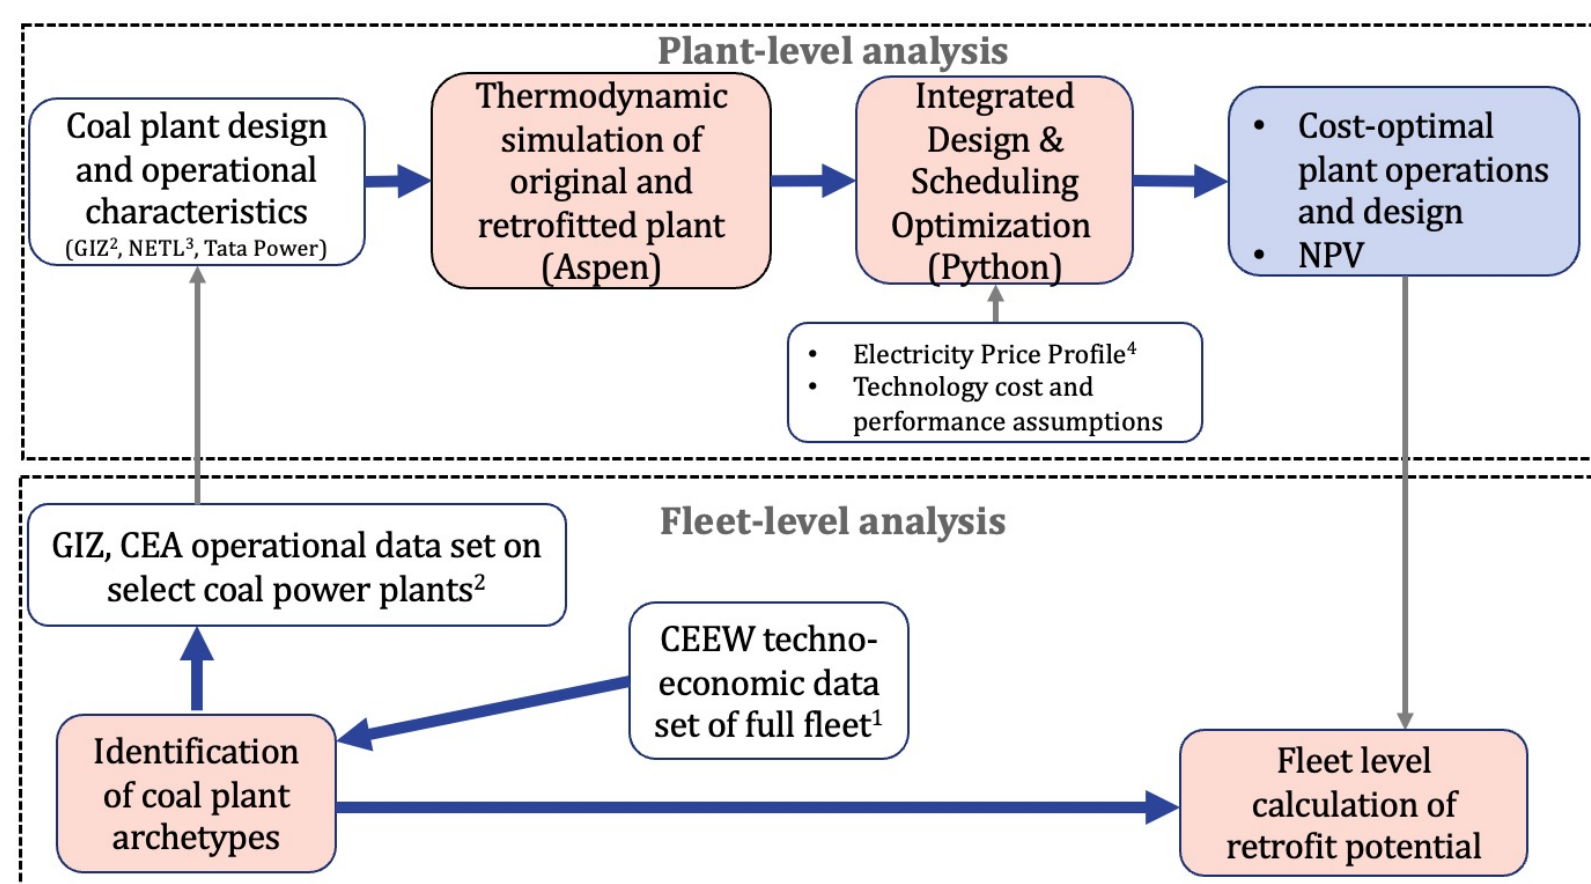 Plant-level analysis
Coal plant design
and operational
characteristics
(GIZ², NETL³, Tata Power)
Thermodynamic
simulation of
original and
retrofitted plant
(Aspen)
Integrated
Design &
Scheduling
Optimization
(Python)
• Cost-optimal
plant operations
and design
• NPV
• Electricity Price Profile⁴
• Technology cost and
performance assumptions
Fleet-level analysis
GIZ, CEA operational data set on
select coal power plants²
CEEW techno-
economic data
set of full fleet¹
Identification
of coal plant
archetypes
Fleet level
calculation of
retrofit potential